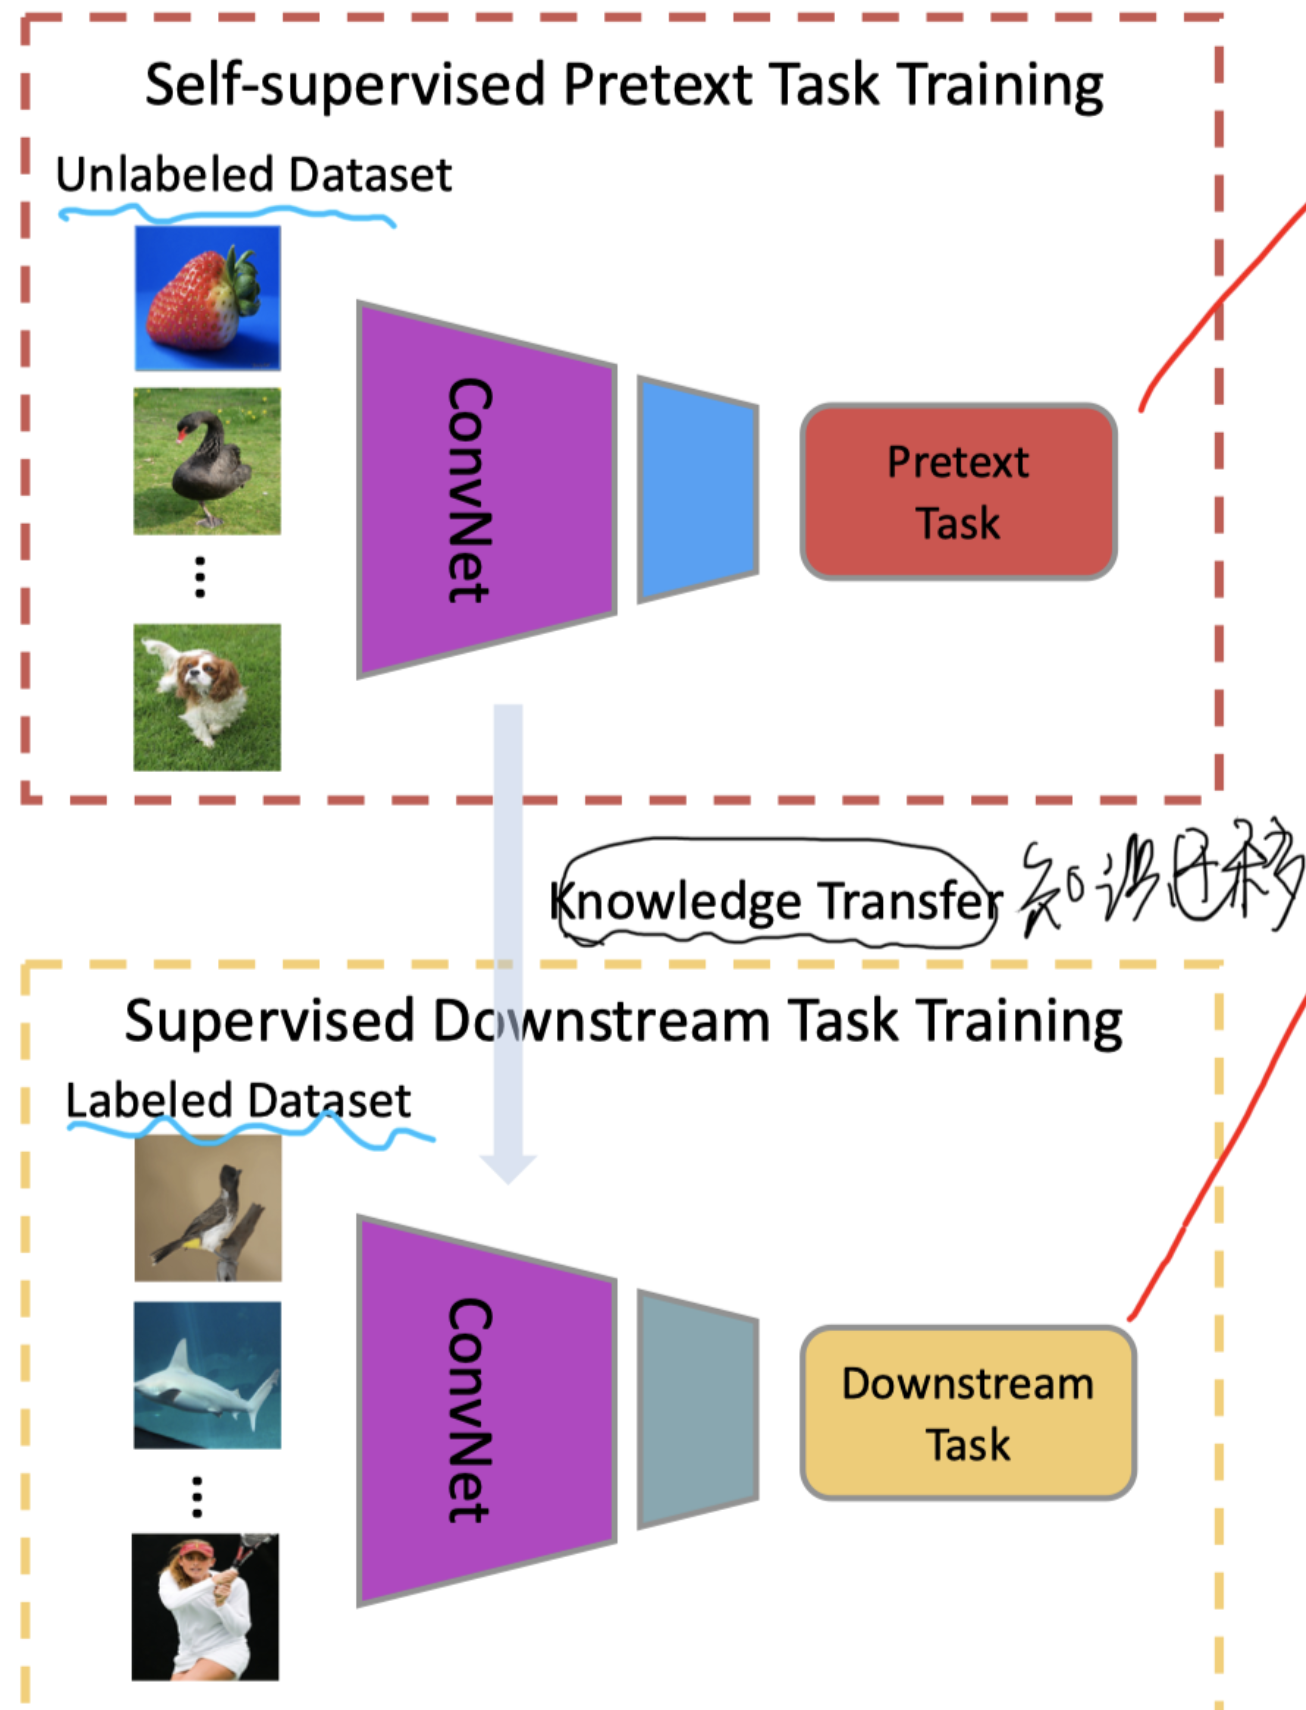 Self-supervised Pretext Task Training
Unlabeled Dataset
ConvNet
Pretext
Task
Knowledge Transfer 知识迁移
Supervised Downstream Task Training
Labeled Dataset
ConvNet
Downstream
Task